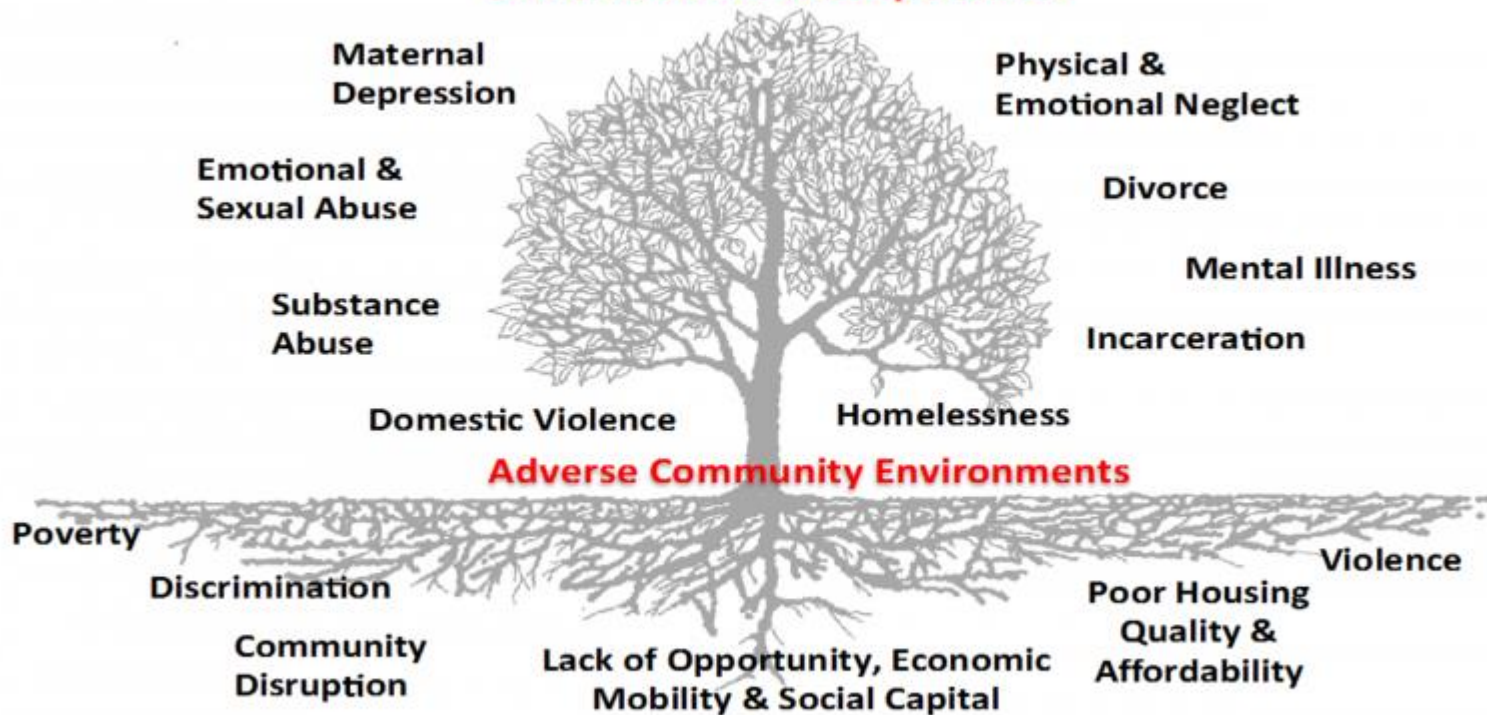 Maternal
Depression
Physical &
Emotional Neglect
Emotional &
Sexual Abuse
Divorce
Mental Illness
Substance
Abuse
Incarceration
Domestic Violence
Homelessness
Adverse Community Environments
Poverty
Violence
Discrimination
Poor Housing
Quality &
Affordability
Community
Disruption
Lack of Opportunity, Economic
Mobility & Social Capital